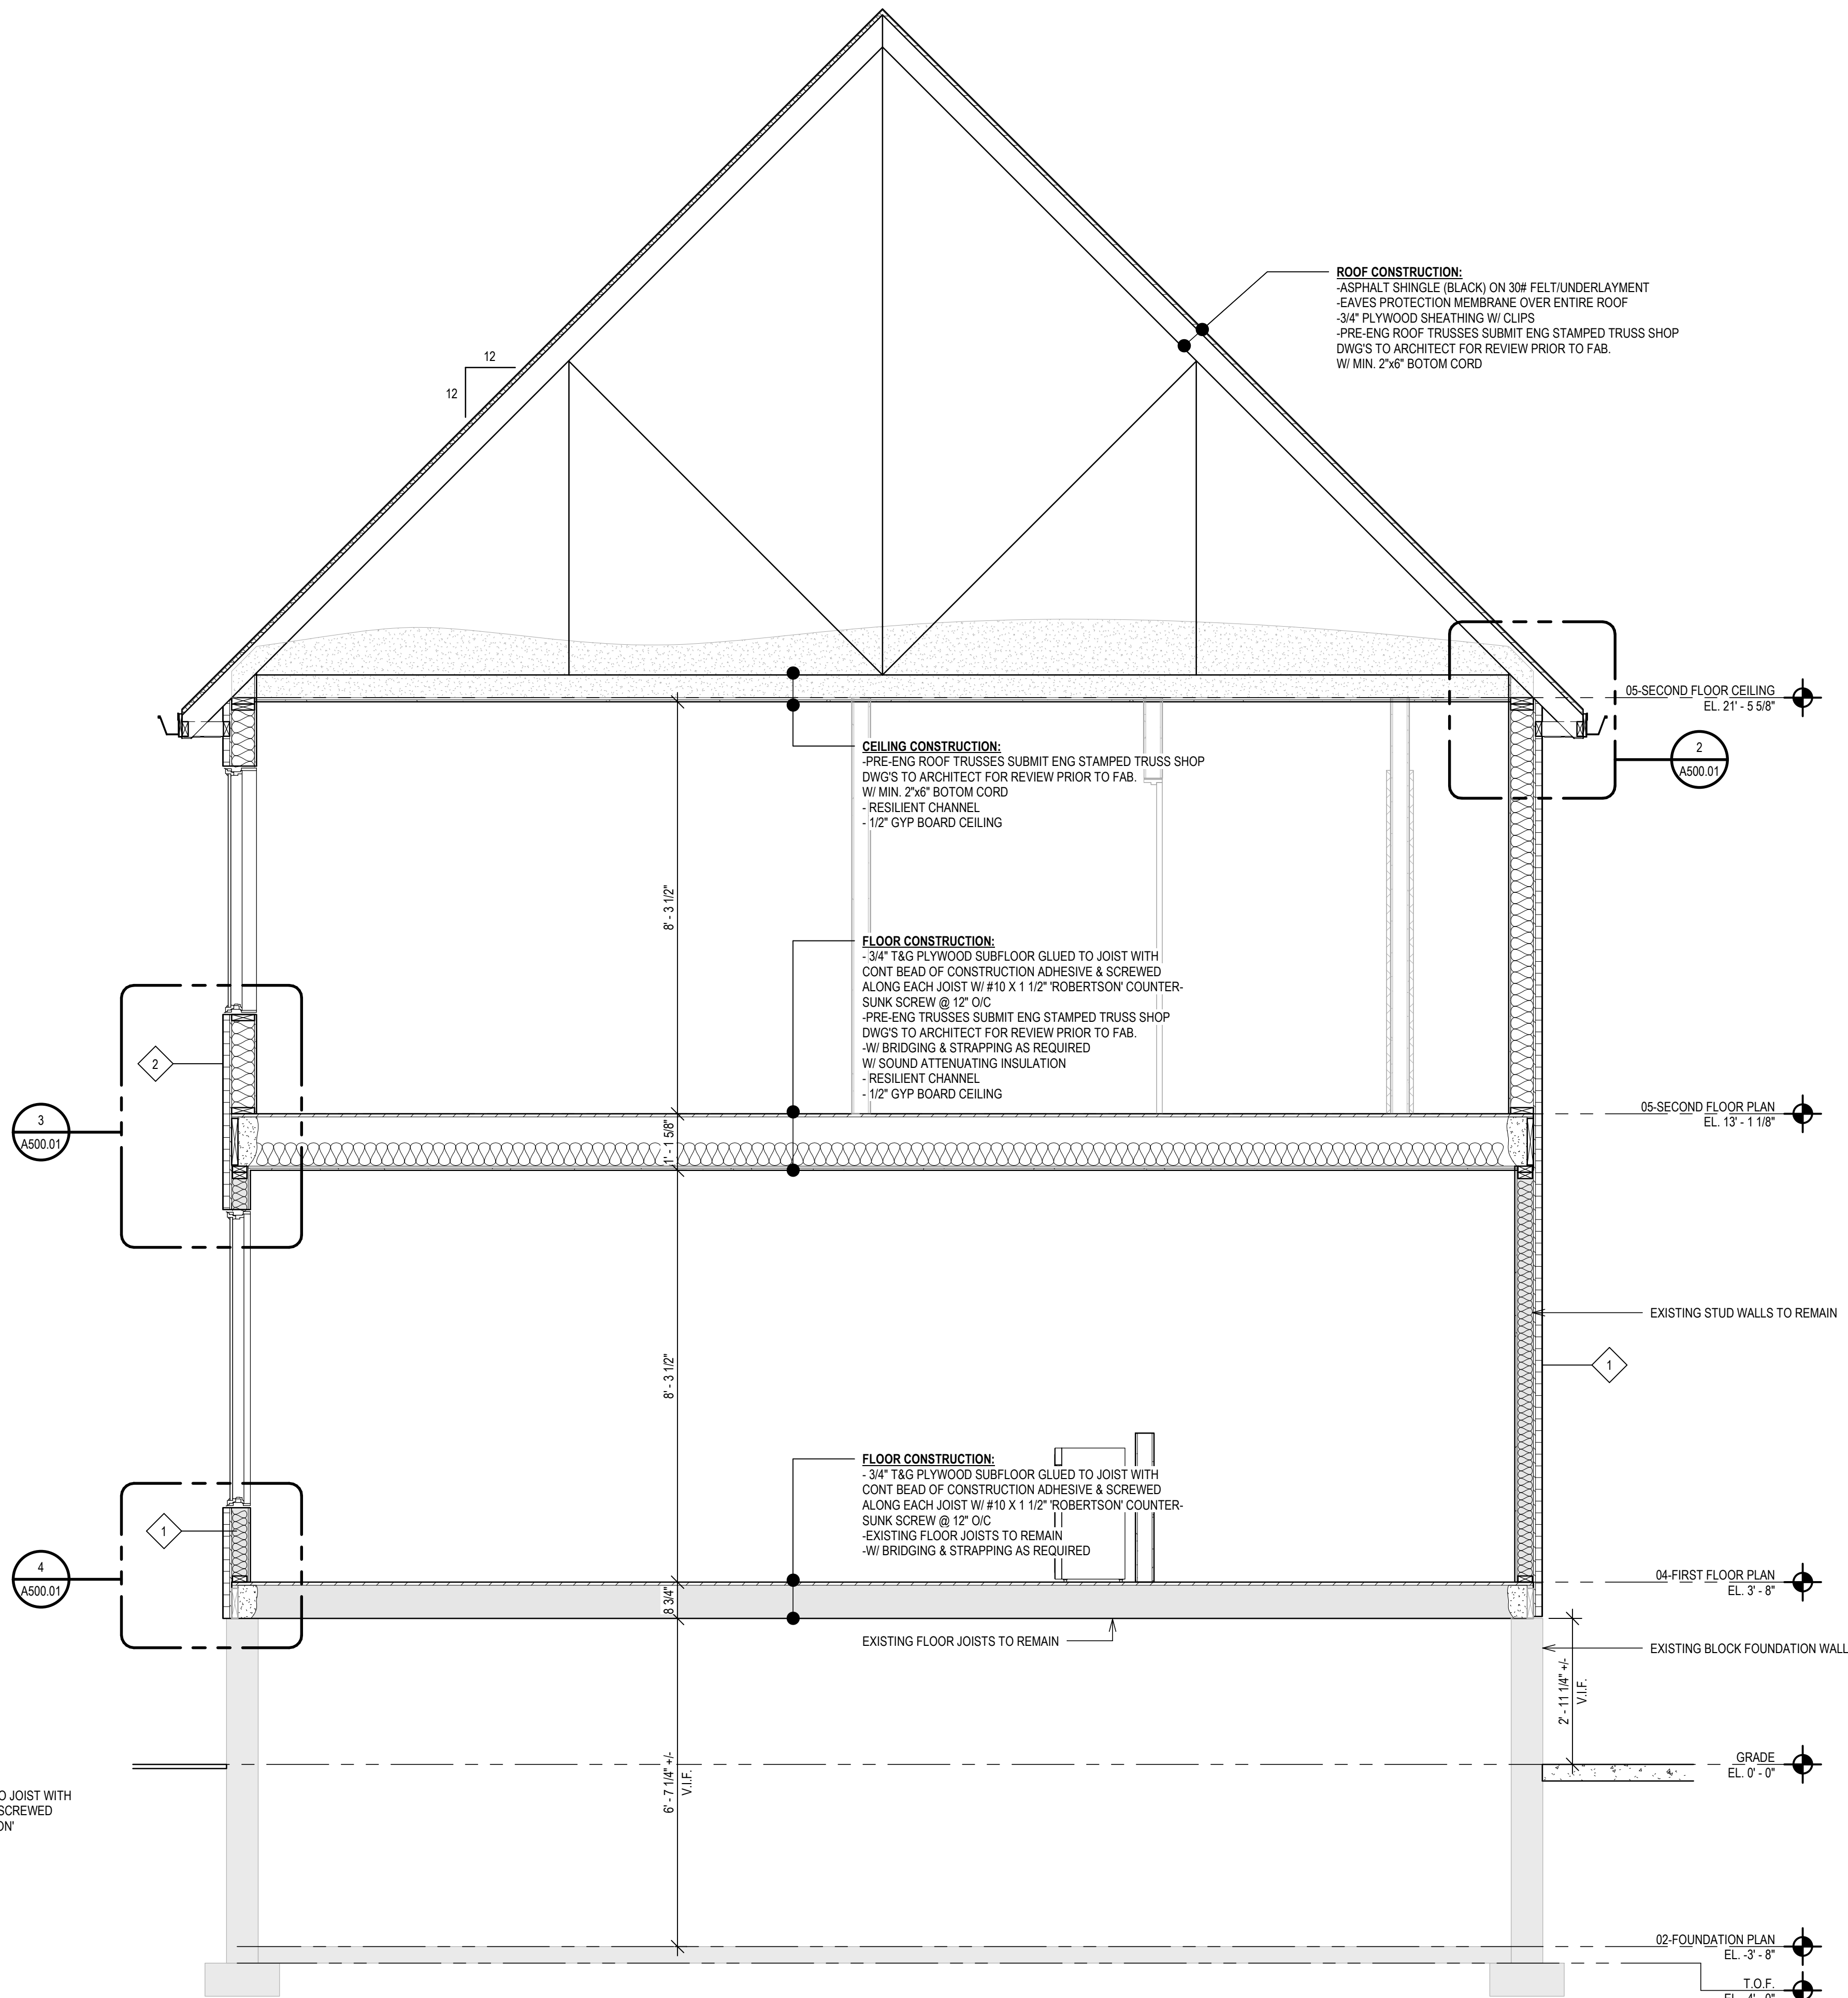 ROOF CONSTRUCTION:
-ASPHALT SHINGLE (BLACK) ON 30# FELT/UNDERLAYMENT
-EAVES PROTECTION MEMBRANE OVER ENTIRE ROOF
-3/4" PLYWOOD SHEATHING W/ CLIPS
-PRE-ENG ROOF TRUSSES SUBMIT ENG STAMPED TRUSS SHOP
DWG'S TO ARCHITECT FOR REVIEW PRIOR TO FAB.
W/ MIN. 2"x6" BOTOM CORD
12
12
05-SECOND FLOOR CEILING
EL. 21' - 5 5/8"
2
A500.01
CEILING CONSTRUCTION:
-PRE-ENG ROOF TRUSSES SUBMIT ENG STAMPED TRUSS SHOP
DWG'S TO ARCHITECT FOR REVIEW PRIOR TO FAB.
W/ MIN. 2"x6" BOTOM CORD
- RESILIENT CHANNEL
- 1/2" GYP BOARD CEILING
8' - 3 1/2"
FLOOR CONSTRUCTION:
- 3/4" T&G PLYWOOD SUBFLOOR GLUED TO JOIST WITH
CONT BEAD OF CONSTRUCTION ADHESIVE & SCREWED
ALONG EACH JOIST W/ #10 X 1 1/2" 'ROBERTSON' COUNTER-
SUNK SCREW @ 12" O/C
-PRE-ENG TRUSSES SUBMIT ENG STAMPED TRUSS SHOP
DWG'S TO ARCHITECT FOR REVIEW PRIOR TO FAB.
-W/ BRIDGING & STRAPPING AS REQUIRED
W/ SOUND ATTENUATING INSULATION
- RESILIENT CHANNEL
- 1/2" GYP BOARD CEILING
2
3
A500.01
05-SECOND FLOOR PLAN
EL. 13' - 1 1/8"
1' - 1 5/8"
EXISTING STUD WALLS TO REMAIN
1
8' - 3 1/2"
FLOOR CONSTRUCTION:
- 3/4" T&G PLYWOOD SUBFLOOR GLUED TO JOIST WITH
CONT BEAD OF CONSTRUCTION ADHESIVE & SCREWED
ALONG EACH JOIST W/ #10 X 1 1/2" 'ROBERTSON' COUNTER-
SUNK SCREW @ 12" O/C
-EXISTING FLOOR JOISTS TO REMAIN
-W/ BRIDGING & STRAPPING AS REQUIRED
1
4
A500.01
04-FIRST FLOOR PLAN
EL. 3' - 8"
8 3/4"
EXISTING FLOOR JOISTS TO REMAIN
EXISTING BLOCK FOUNDATION WALL
2' - 11 1/4" +/-
V.I.F.
GRADE
EL. 0' - 0"
6' - 7 1/4" +/-
V.I.F.
O JOIST WITH
SCREWED
ON'
02-FOUNDATION PLAN
EL. -3' - 8"
T.O.F.
EL. -4' - 0"